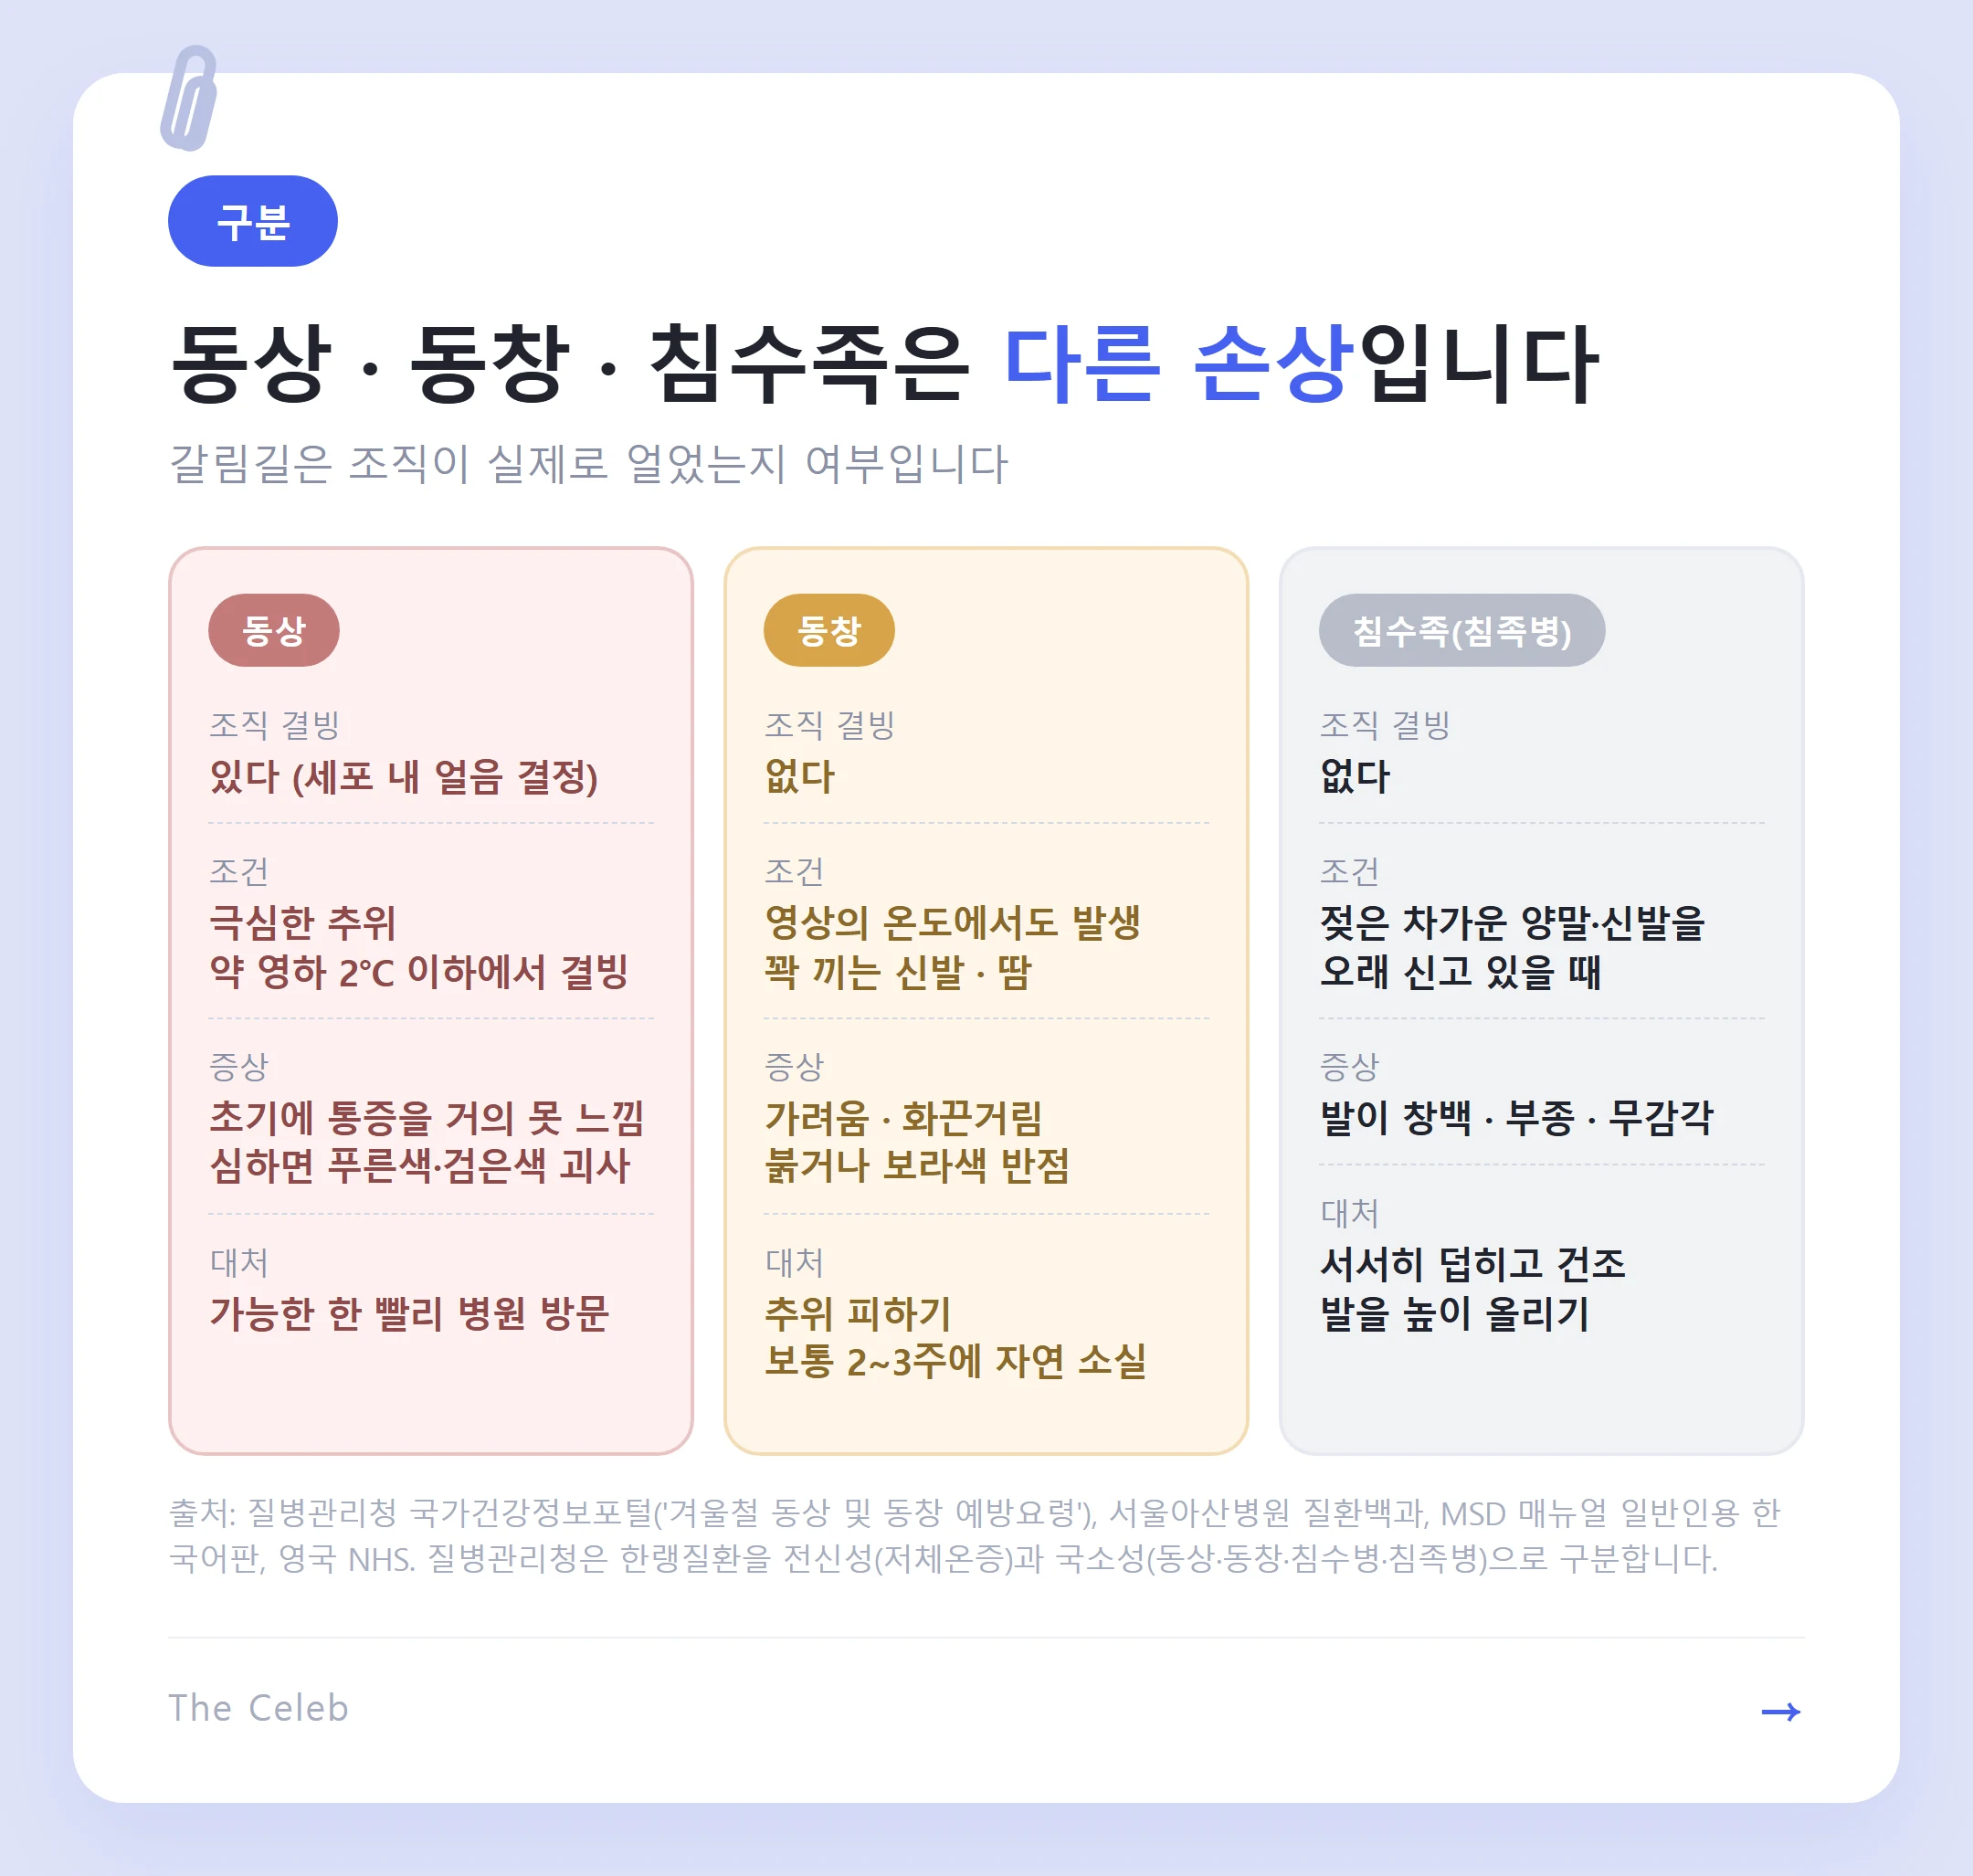 구분
동상 · 동창 · 침수족은 다른 손상입니다
갈림길은 조직이 실제로 얼었는지 여부입니다
동상
조직 결빙
있다 (세포 내 얼음 결정)
조건
극심한 추위
약 영하 2℃ 이하에서 결빙
증상
초기에 통증을 거의 못 느낌
심하면 푸른색·검은색 괴사
대처
가능한 한 빨리 병원 방문
동창
조직 결빙
없다
조건
영상의 온도에서도 발생
꽉 끼는 신발 · 땀
증상
가려움 · 화끈거림
붉거나 보라색 반점
대처
추위 피하기
보통 2~3주에 자연 소실
침수족(침족병)
조직 결빙
없다
조건
젖은 차가운 양말·신발을
오래 신고 있을 때
증상
발이 창백 · 부종 · 무감각
대처
서서히 덥히고 건조
발을 높이 올리기
출처: 질병관리청 국가건강정보포털('겨울철 동상 및 동창 예방요령'), 서울아산병원 질환백과, MSD 매뉴얼 일반인용 한
국어판, 영국 NHS. 질병관리청은 한랭질환을 전신성(저체온증)과 국소성(동상·동창·침수병·침족병)으로 구분합니다.
The Celeb
→